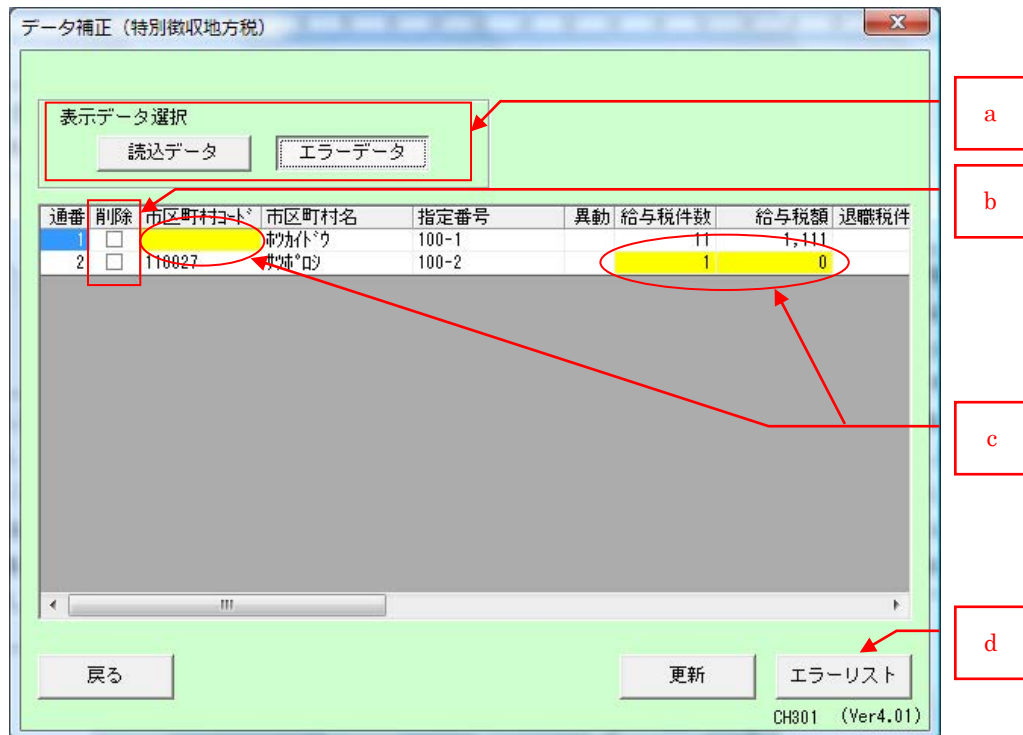 データ補正（特別徴収地方税）
x
表示データ選択
読込データ エラーデータ
a
b
通番 削除 市区町村ｺｰﾄﾞ 市区町村名 指定番号 異動 給与税件数 給与税額 退職税件
1 ﾎﾂｶｲﾄﾞｳ 100-1 11 1,111
2 118027 ｻﾂﾎﾟﾛｼ 100-2 1 0
c
戻る 更新 エラーリスト
d
CH301 (Ver4.01)